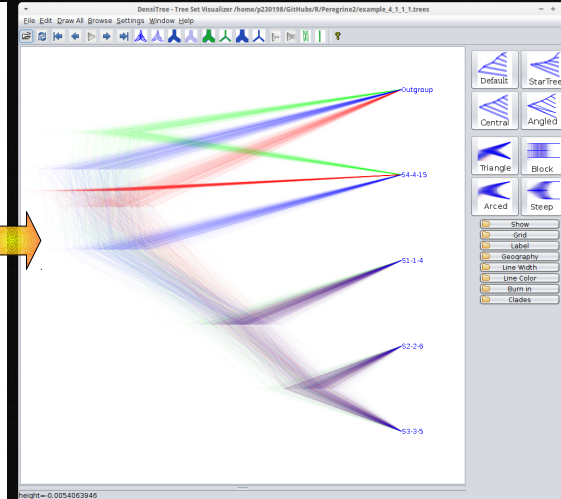 DensiTree - Tree Set Visualizer /home/p230198/GitHubs/R/Peregrine2/example_4_1_1_1.trees
File Edit Draw All Browse Settings Window Help
?
Outgroup
S4-4-15
S1-1-4
S2-2-6
S3-3-5
Default StarTree
Central Angled
Triangle Block
Arced Steep
Show
Grid
Label
Geography
Line Width
Line Color
Burn in
Clades
height=-0.0054063946